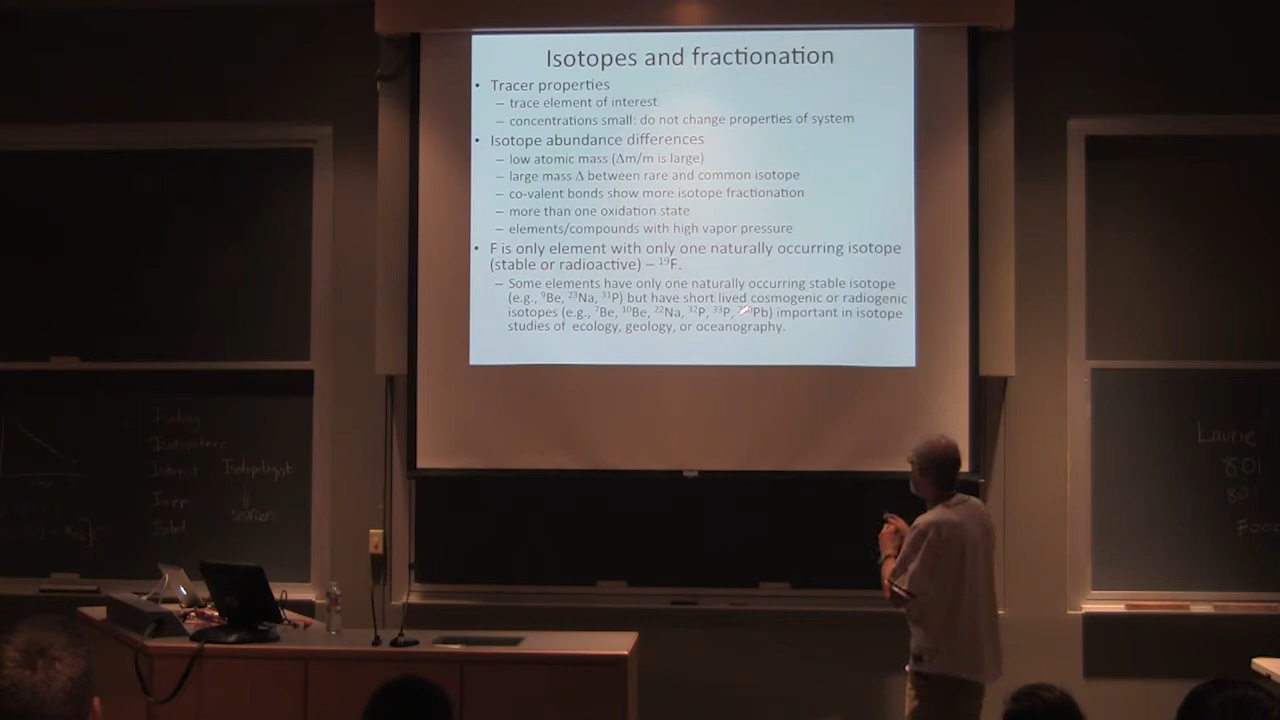 Isotopes and fractionation
• Tracer properties
– trace element of interest
– concentrations small: do not change properties of system
• Isotope abundance differences
– low atomic mass (Δm/m is large)
– large mass Δ between rare and common isotope
– co-valent bonds show more isotope fractionation
– more than one oxidation state
– elements/compounds with high vapor pressure
• F is only element with only one naturally occurring isotope
(stable or radioactive) – ¹⁹F.
– Some elements have only one naturally occurring stable isotope
(e.g., ⁹Be, ²³Na, ³¹P) but have short lived cosmogenic or radiogenic
isotopes (e.g., ⁷Be, ¹⁰Be, ²²Na, ³²P, ³³P, Pb) important in isotope
studies of ecology, geology, or oceanography.
Isotopologist
Laurie
801